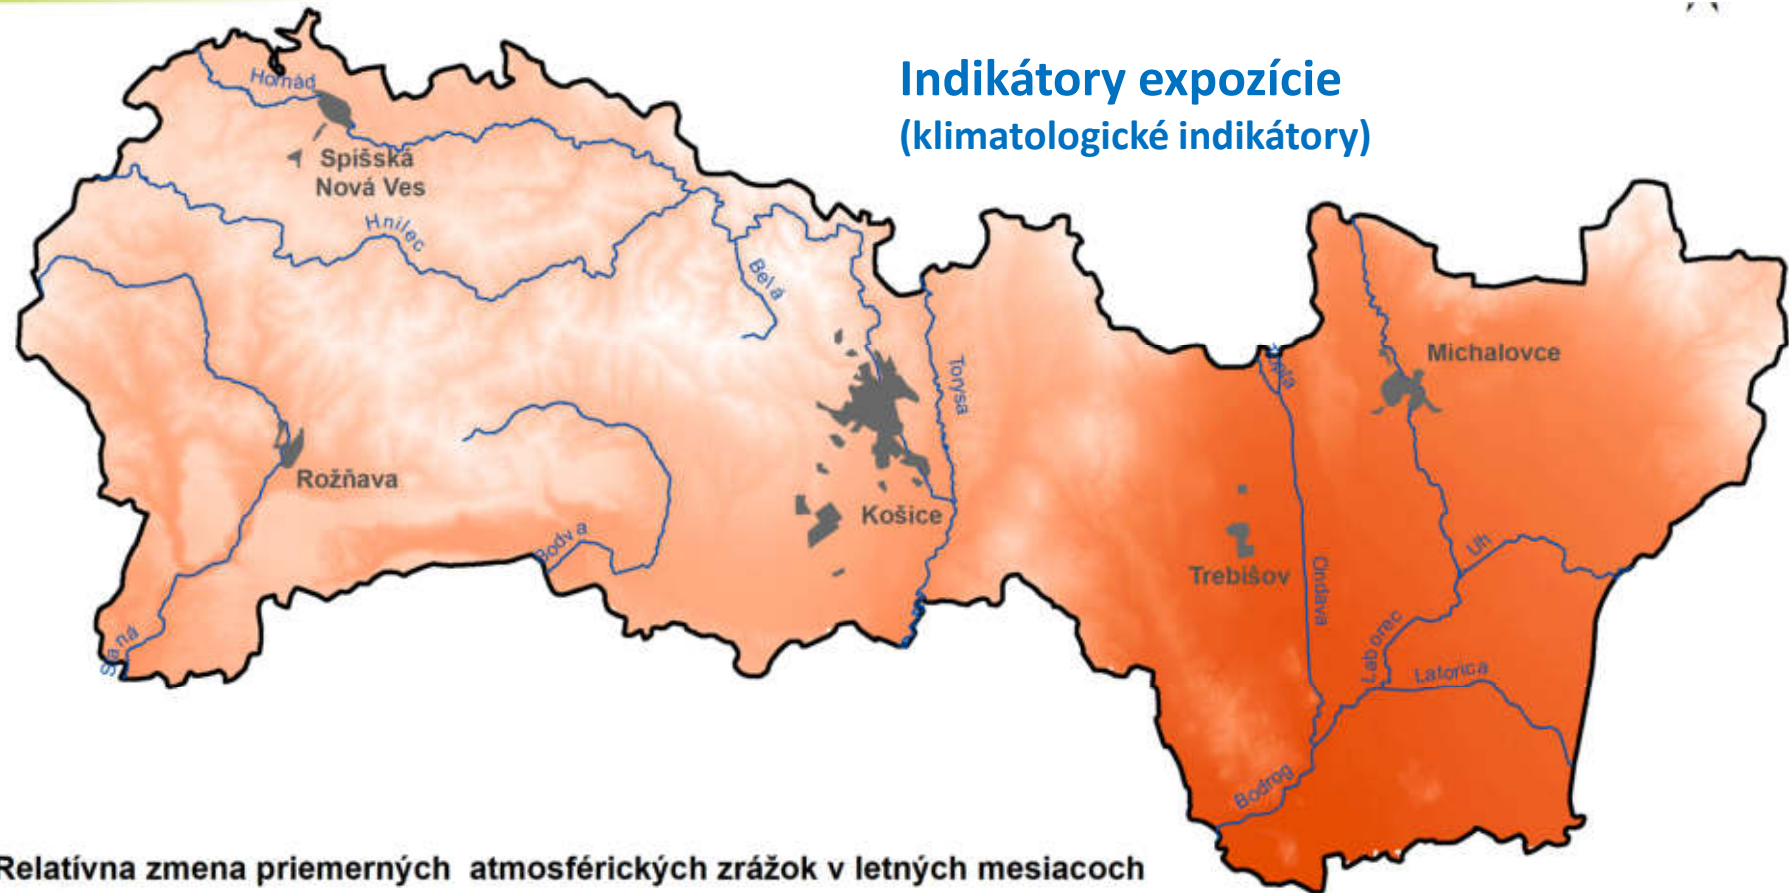 Indikátory expozície
(klimatologické indikátory)
Hornád
Spišská
Nová Ves
Hnilec
Belá
Torysa
Michalovce
Rožňava
Košice
Bodva
Uh
Trebišov
Ondava
Laborec
Slaná
Latorica
Bodrog
Relatívna zmena priemerných atmosférických zrážok v letných mesiacoch